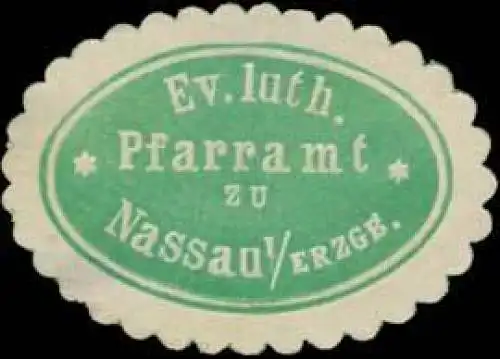 Ev. luth.
* Pfarramt *
ZU
Nassau i/ERZGB.